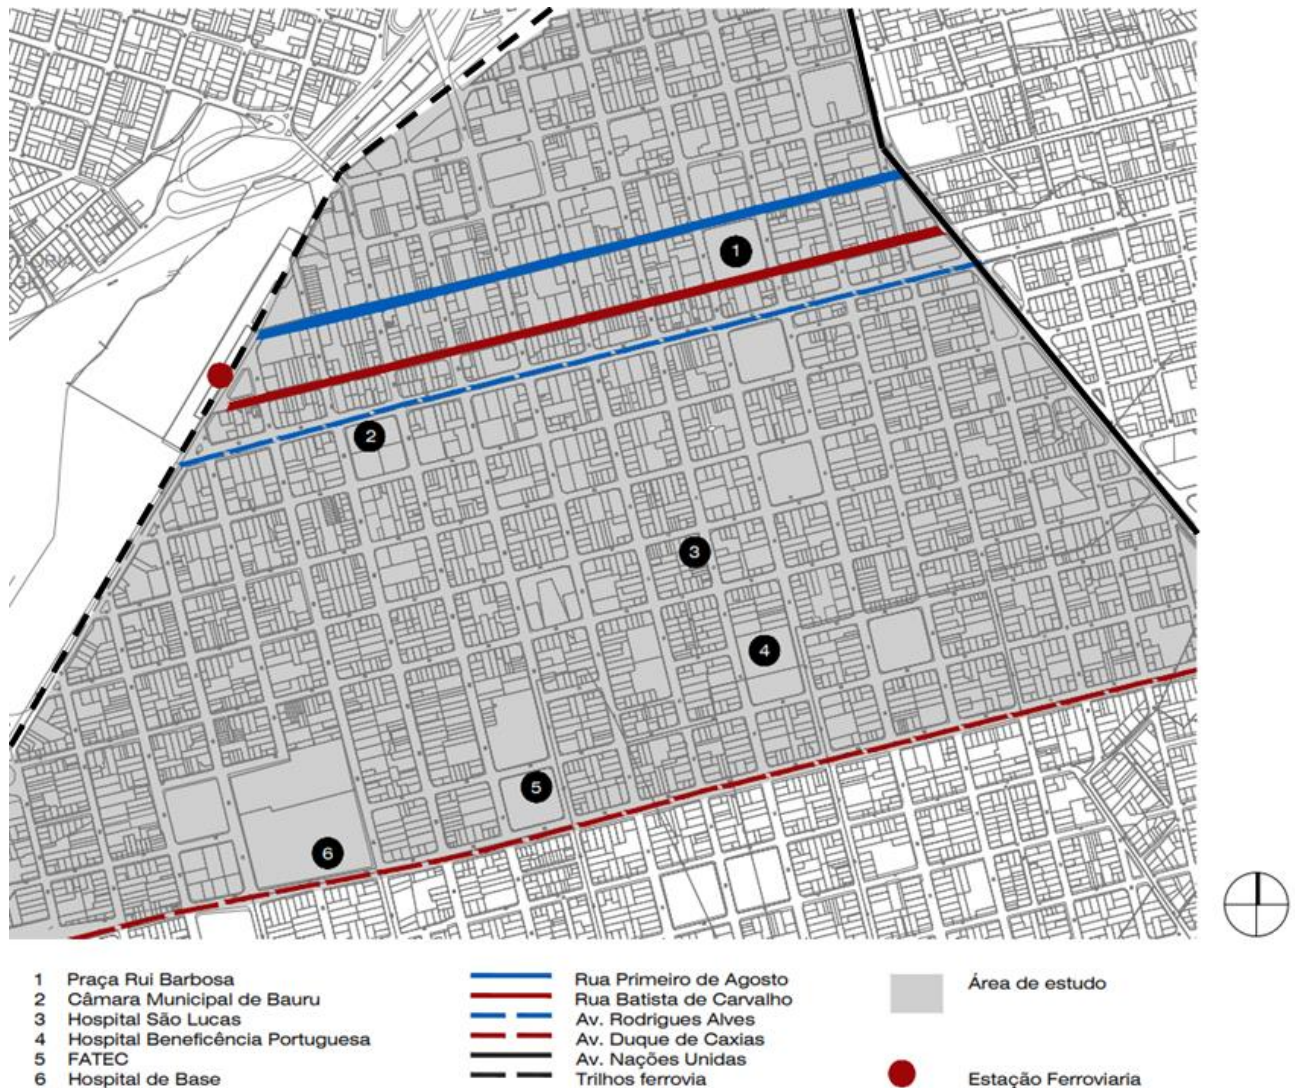 1
2
3
4
5
6
1 Praça Rui Barbosa
2 Câmara Municipal de Bauru
3 Hospital São Lucas
4 Hospital Beneficência Portuguesa
5 FATEC
6 Hospital de Base
Rua Primeiro de Agosto
Rua Batista de Carvalho
Av. Rodrigues Alves
Av. Duque de Caxias
Av. Nações Unidas
Trilhos ferrovia
Área de estudo
Estação Ferroviaria